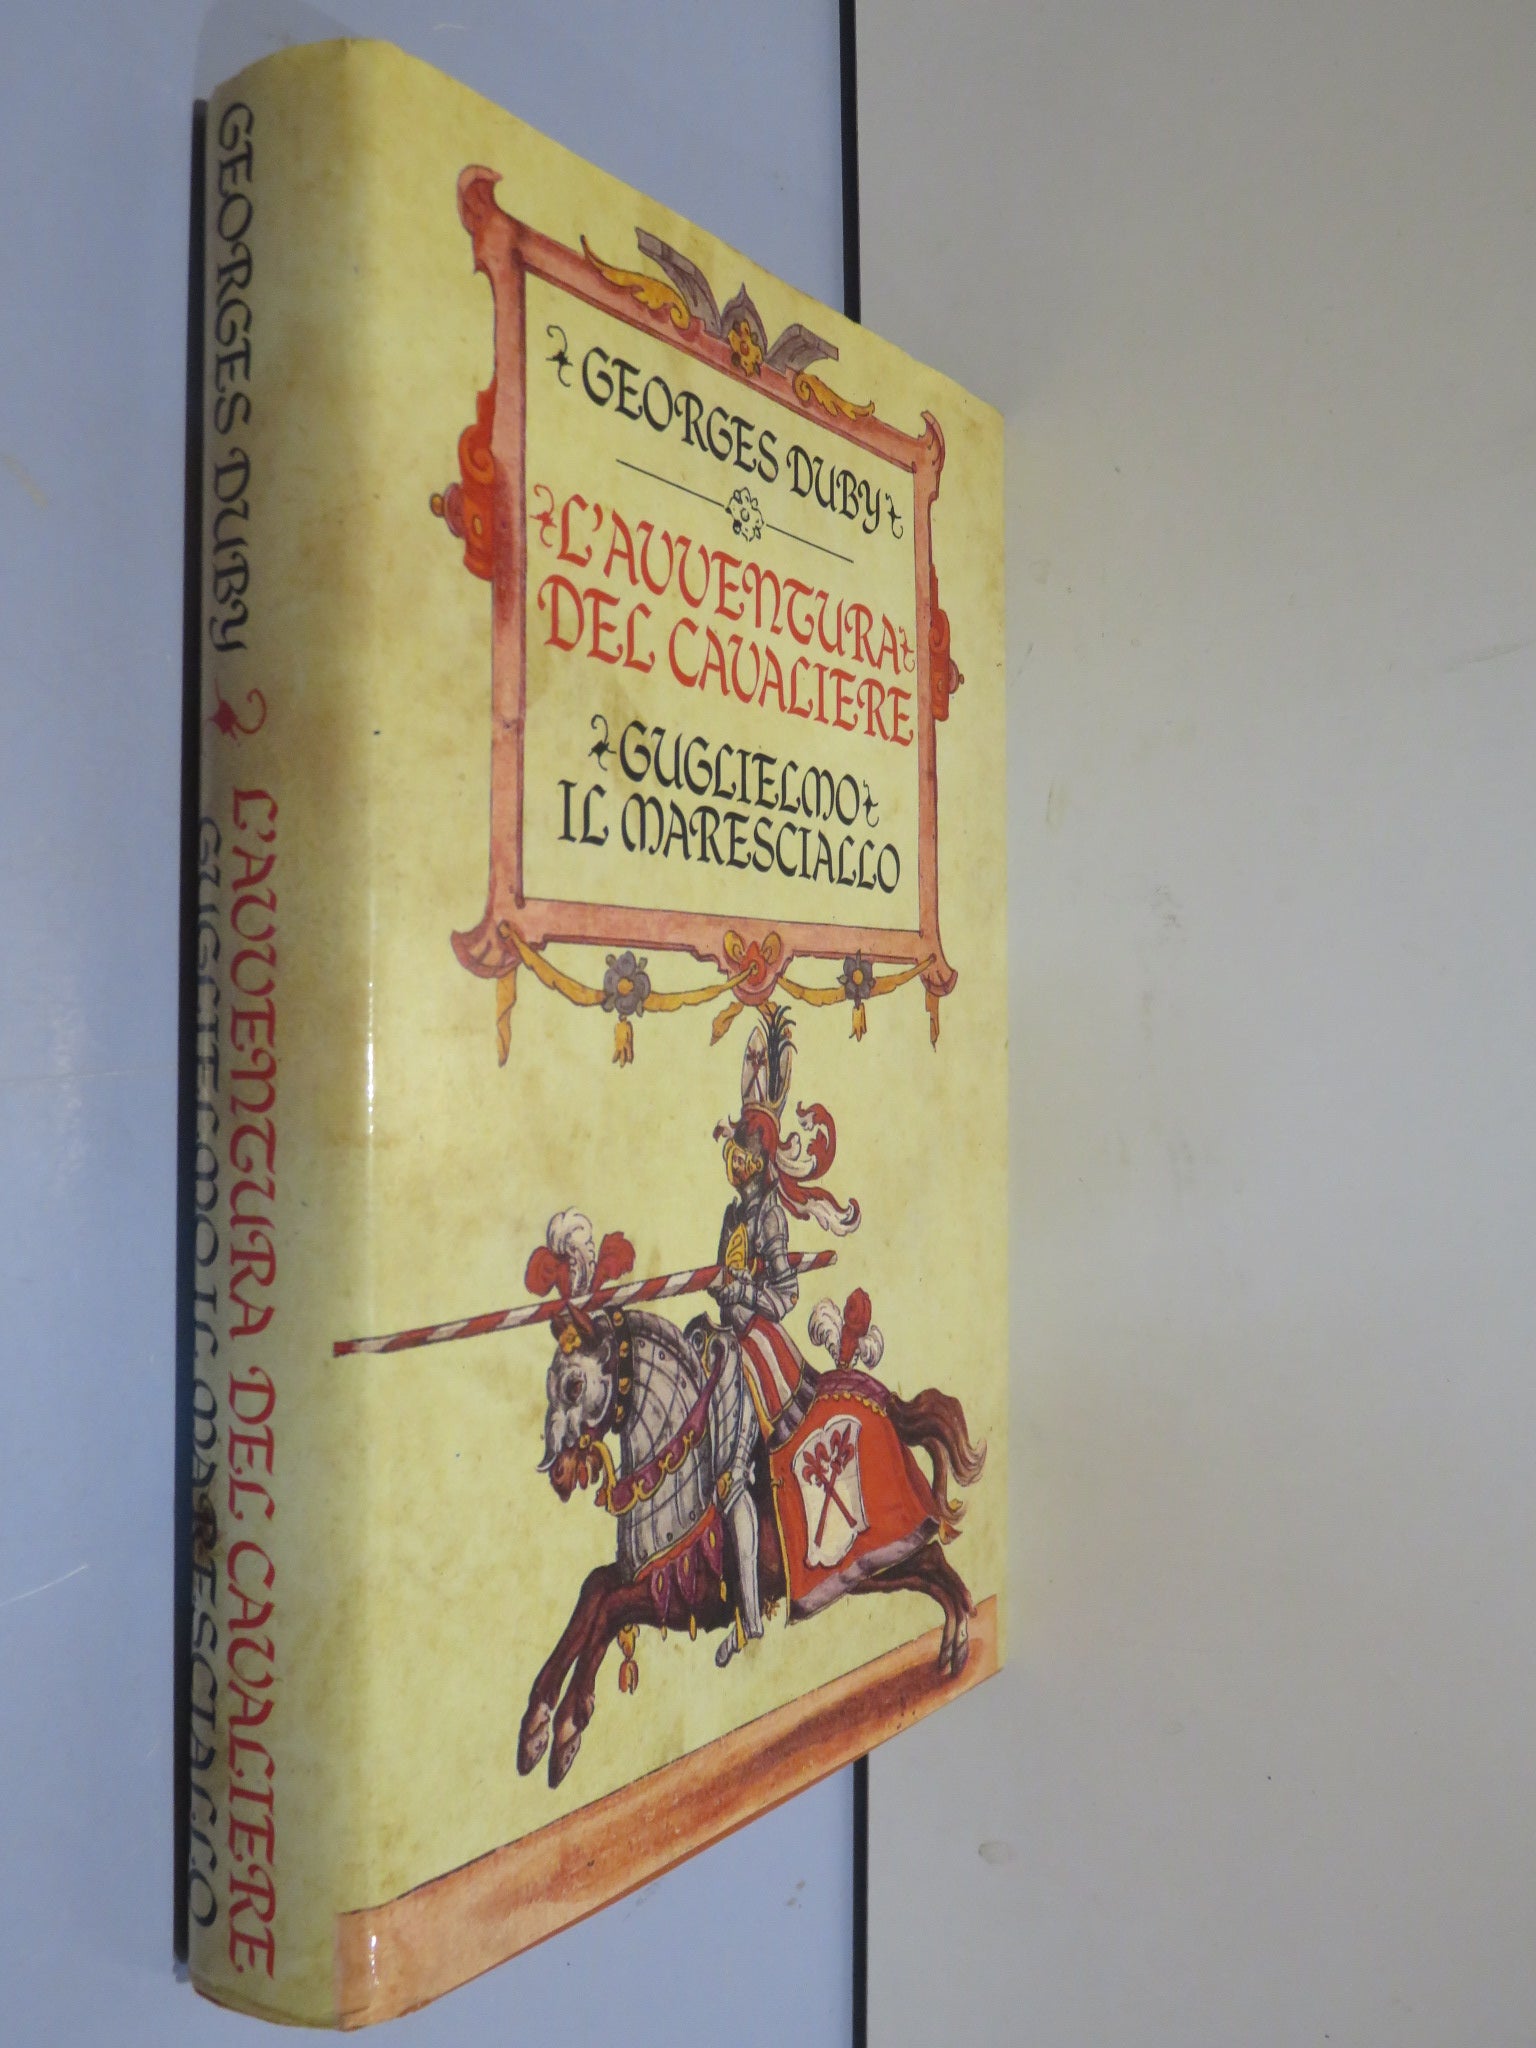 GEORGES DUBY
L'AVVENTURA
DEL CAVALIERE
GUGLIELMO
IL MARESCIALLO
GEORGES DUBY L'AVVENTURA DEL CAVALIERE
GUGLIELMO IL MARESCIALLO